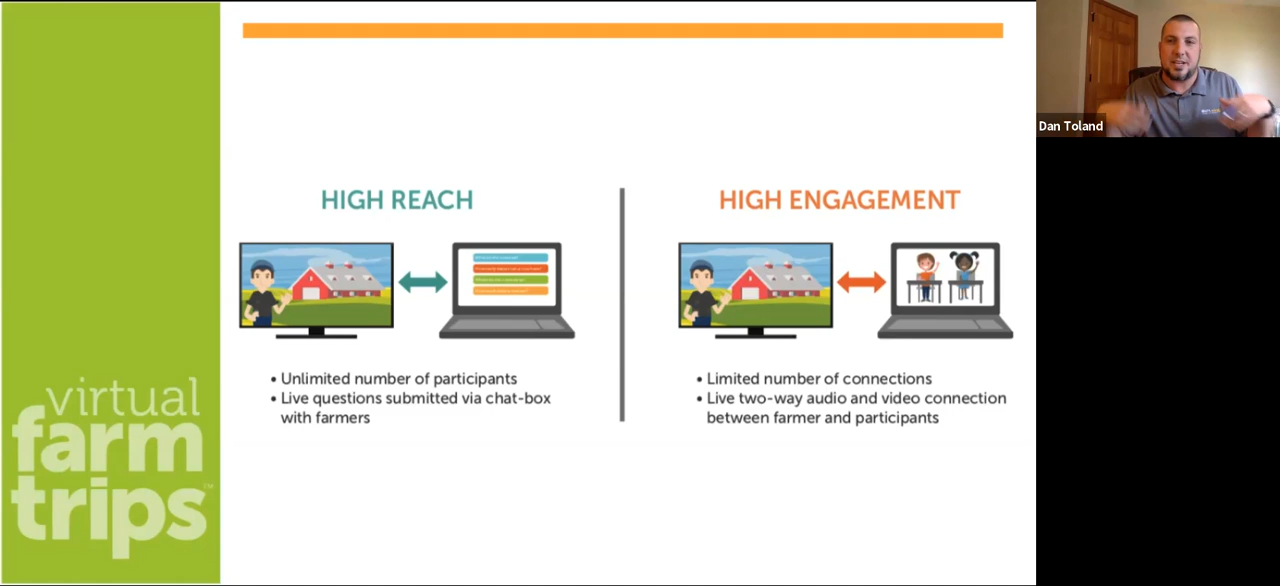 HIGH REACH
Unlimited number of participants
Live questions submitted via chat-box
with farmers
HIGH ENGAGEMENT
Limited number of connections
Live two-way audio and video connection
between farmer and participants
virtual
farm
trips™
Dan Toland